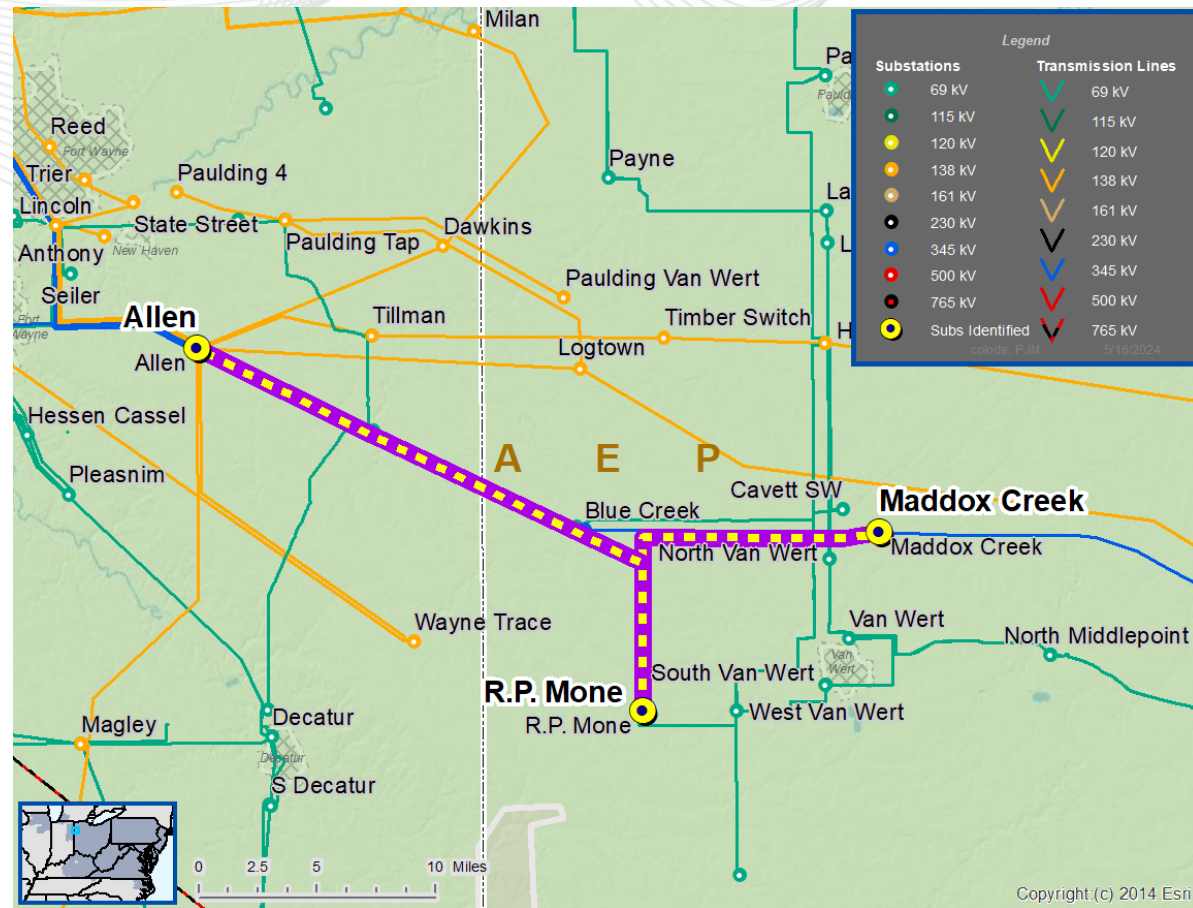 Milan
Reed
Fort Wayne
Trier
Paulding 4
Payne
Lincoln
State Street
New Haven
Paulding Tap
Dawkins
Anthony
Seiler
Paulding Van Wert
Port
Wayne
Allen
Allen
Tillman
Timber Switch
Logtown
Hessen Cassel
Pleasnim
A E P
Cavett SW
Blue Creek
Maddox Creek
Maddox Creek
North Van Wert
Wayne Trace
Van Wert
Van
Wert
North Middlepoint
South Van Wert
R.P. Mone
R.P. Mone
West Van Wert
Magley
Decatur
Decatur
S Decatur
0 2.5 5 10 Miles
Copyright:(c) 2014 Esri
Legend
Substations
69 kV
115 kV
120 kV
138 kV
161 kV
230 kV
345 kV
500 kV
765 kV
Subs Identified
Transmission Lines
69 kV
115 kV
120 kV
138 kV
161 kV
230 kV
345 kV
500 kV
765 kV
colode, PJM 5/16/2024